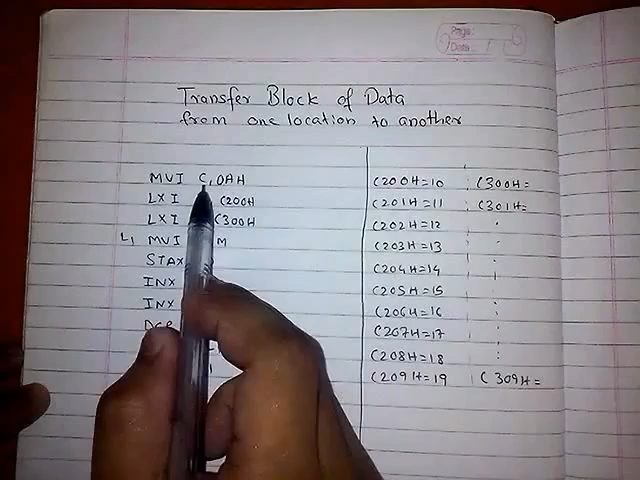 Page:
Date: /
Transfer Block of Data
from one location to another
MVI C, 0AH
LXI C200H
LXI C300H
L1 MVI M
STAX
INX
INX
DCR
C200H=10 C300H=
C201H=11 C301H=
C202H=12
C203H=13
C204H=14
C205H=15
C206H=16
C207H=17
C208H=18
C209H=19 C309H=